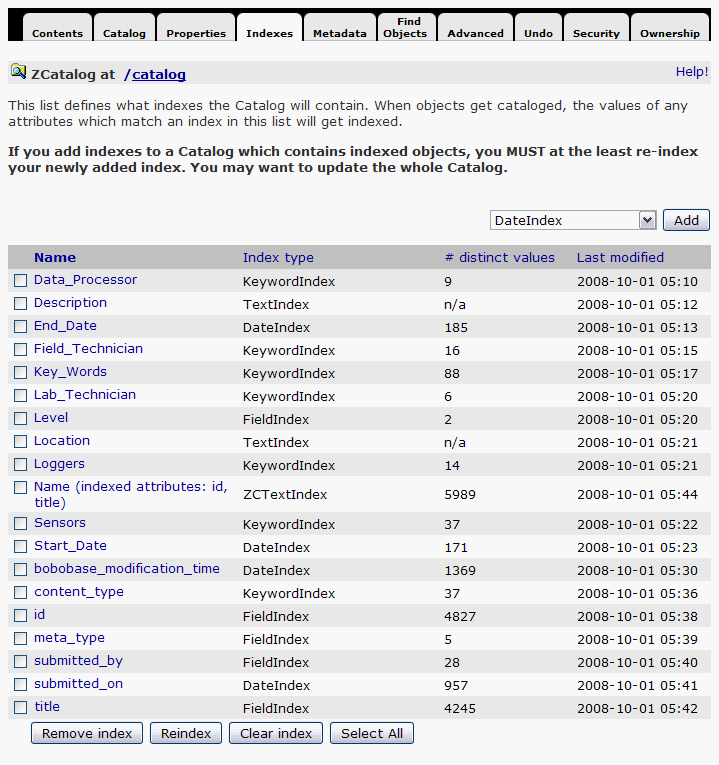 Contents Catalog Properties Indexes Metadata Find Objects Advanced Undo Security Ownership
ZCatalog at /catalog Help!
This list defines what indexes the Catalog will contain. When objects get cataloged, the values of any
attributes which match an index in this list will get indexed.
If you add indexes to a Catalog which contains indexed objects, you MUST at the least re-index
your newly added index. You may want to update the whole Catalog.
DateIndex Add
Name Index type # distinct values Last modified
Data_Processor KeywordIndex 9 2008-10-01 05:10
Description TextIndex n/a 2008-10-01 05:12
End_Date DateIndex 185 2008-10-01 05:13
Field_Technician KeywordIndex 16 2008-10-01 05:15
Key_Words KeywordIndex 88 2008-10-01 05:17
Lab_Technician KeywordIndex 6 2008-10-01 05:20
Level FieldIndex 2 2008-10-01 05:20
Location TextIndex n/a 2008-10-01 05:21
Loggers KeywordIndex 14 2008-10-01 05:21
Name (indexed attributes: id,
title) ZCTextIndex 5989 2008-10-01 05:44
Sensors KeywordIndex 37 2008-10-01 05:22
Start_Date DateIndex 171 2008-10-01 05:23
bobobase_modification_time DateIndex 1369 2008-10-01 05:30
content_type KeywordIndex 37 2008-10-01 05:36
id FieldIndex 4827 2008-10-01 05:38
meta_type FieldIndex 5 2008-10-01 05:39
submitted_by FieldIndex 28 2008-10-01 05:40
submitted_on DateIndex 957 2008-10-01 05:41
title FieldIndex 4245 2008-10-01 05:42
Remove index Reindex Clear index Select All